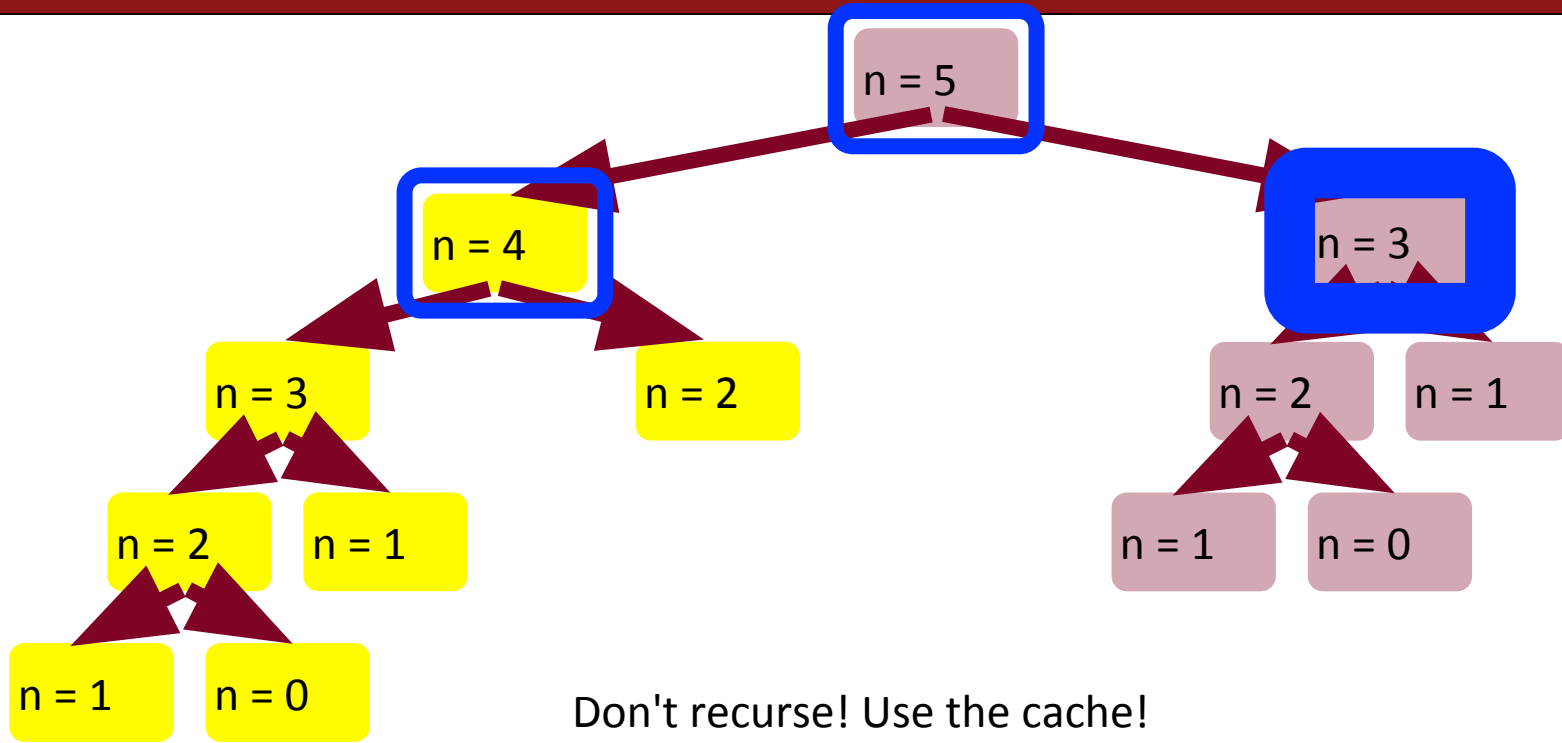 n = 5
n = 4
n = 3
n = 3
n = 2
n = 2
n = 1
n = 2
n = 1
n = 1
n = 0
n = 1
n = 0
Don't recurse! Use the cache!